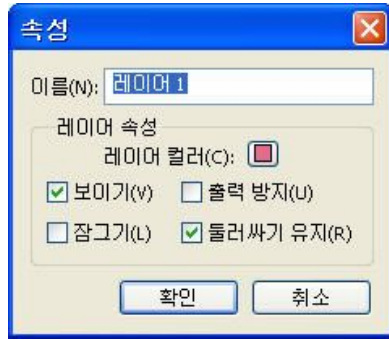 속성
이름(N): 레이어 1
레이어 속성
레이어 컬러(C):
보이기(V) 출력 방지(U)
잠그기(L) 둘러싸기 유지(R)
확인 취소